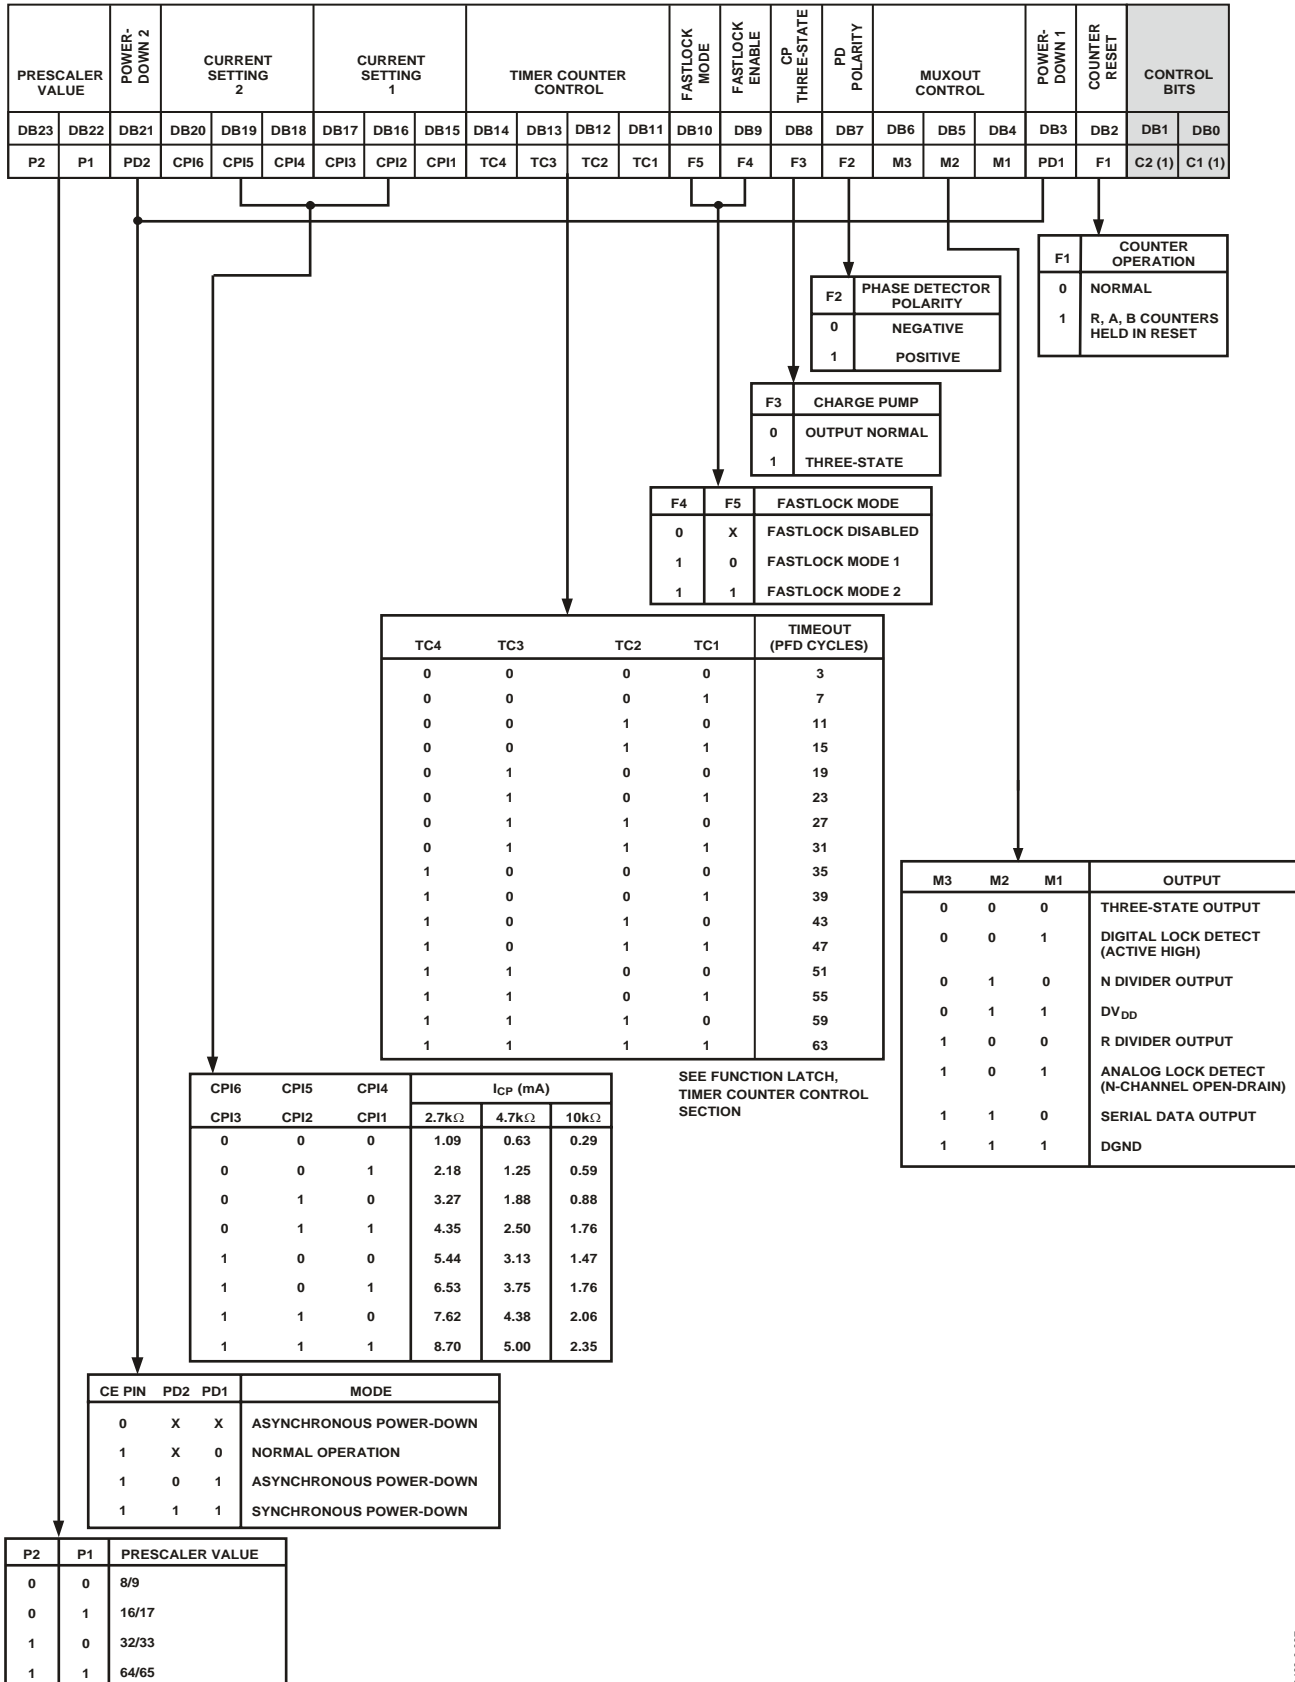 PRESCALER VALUE POWER-DOWN 2 CURRENT SETTING 2 CURRENT SETTING 1 TIMER COUNTER CONTROL FASTLOCK MODE FASTLOCK ENABLE CP THREE-STATE PD POLARITY MUXOUT CONTROL POWER-DOWN 1 COUNTER RESET CONTROL BITS
DB23 DB22 DB21 DB20 DB19 DB18 DB17 DB16 DB15 DB14 DB13 DB12 DB11 DB10 DB9 DB8 DB7 DB6 DB5 DB4 DB3 DB2 DB1 DB0
P2 P1 PD2 CPI6 CPI5 CPI4 CPI3 CPI2 CPI1 TC4 TC3 TC2 TC1 F5 F4 F3 F2 M3 M2 M1 PD1 F1 C2 (1) C1 (1)
F1 COUNTER OPERATION
0 NORMAL
1 R, A, B COUNTERS
HELD IN RESET
F2 PHASE DETECTOR POLARITY
0 NEGATIVE
1 POSITIVE
F3 CHARGE PUMP
0 OUTPUT NORMAL
1 THREE-STATE
F4 F5 FASTLOCK MODE
0 X FASTLOCK DISABLED
1 0 FASTLOCK MODE 1
1 1 FASTLOCK MODE 2
TC4 TC3 TC2 TC1 TIMEOUT (PFD CYCLES)
0 0 0 0 3
0 0 0 1 7
0 0 1 0 11
0 0 1 1 15
0 1 0 0 19
0 1 0 1 23
0 1 1 0 27
0 1 1 1 31
1 0 0 0 35
1 0 0 1 39
1 0 1 0 43
1 0 1 1 47
1 1 0 0 51
1 1 0 1 55
1 1 1 0 59
1 1 1 1 63
SEE FUNCTION LATCH,
TIMER COUNTER CONTROL
SECTION
M3 M2 M1 OUTPUT
0 0 0 THREE-STATE OUTPUT
0 0 1 DIGITAL LOCK DETECT
(ACTIVE HIGH)
0 1 0 N DIVIDER OUTPUT
0 1 1 DVDD
1 0 0 R DIVIDER OUTPUT
1 0 1 ANALOG LOCK DETECT
(N-CHANNEL OPEN-DRAIN)
1 1 0 SERIAL DATA OUTPUT
1 1 1 DGND
CPI6 CPI5 CPI4 ICP (mA)
CPI3 CPI2 CPI1 2.7kΩ 4.7kΩ 10kΩ
0 0 0 1.09 0.63 0.29
0 0 1 2.18 1.25 0.59
0 1 0 3.27 1.88 0.88
0 1 1 4.35 2.50 1.76
1 0 0 5.44 3.13 1.47
1 0 1 6.53 3.75 1.76
1 1 0 7.62 4.38 2.06
1 1 1 8.70 5.00 2.35
CE PIN PD2 PD1 MODE
0 X X ASYNCHRONOUS POWER-DOWN
1 X 0 NORMAL OPERATION
1 0 1 ASYNCHRONOUS POWER-DOWN
1 1 1 SYNCHRONOUS POWER-DOWN
P2 P1 PRESCALER VALUE
0 0 8/9
0 1 16/17
1 0 32/33
1 1 64/65